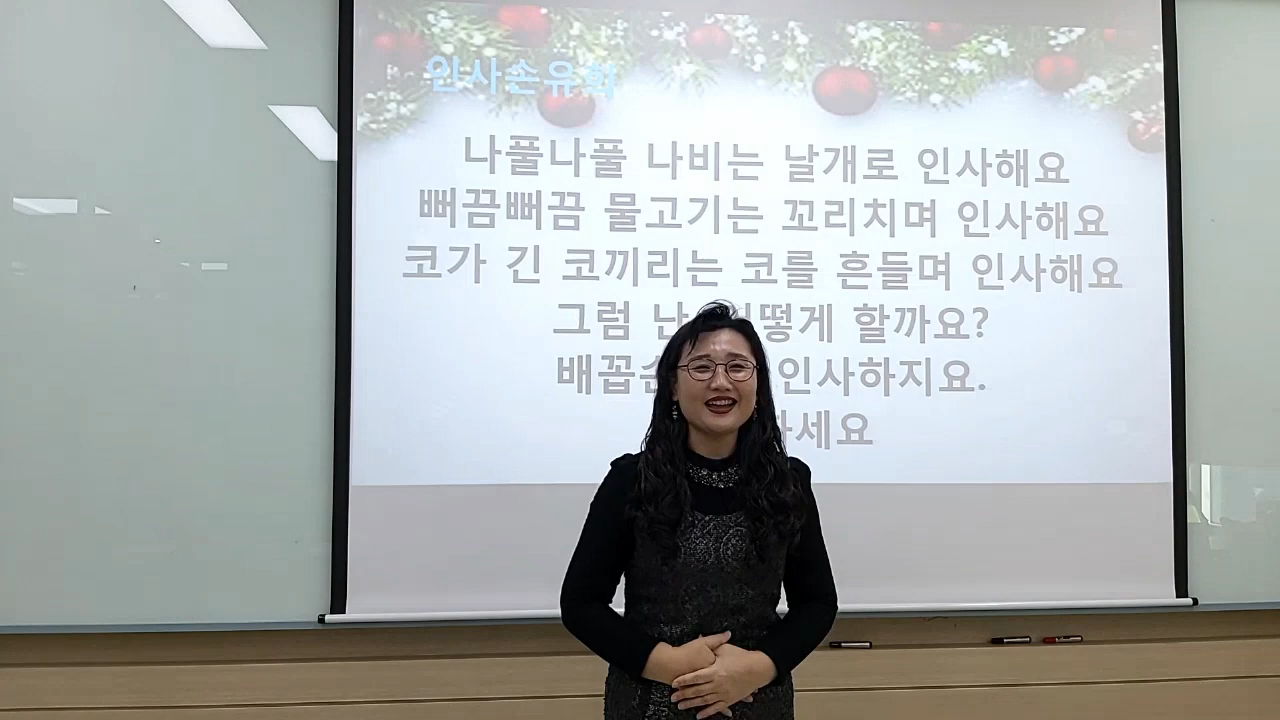 인사손유희
나풀나풀 나비는 날개로 인사해요
뻐끔뻐끔 물고기는 꼬리치며 인사해요
코가 긴 코끼리는 코를 흔들며 인사해요
그럼 난 떻게 할까요?
배꼽 인사하지요.
세요